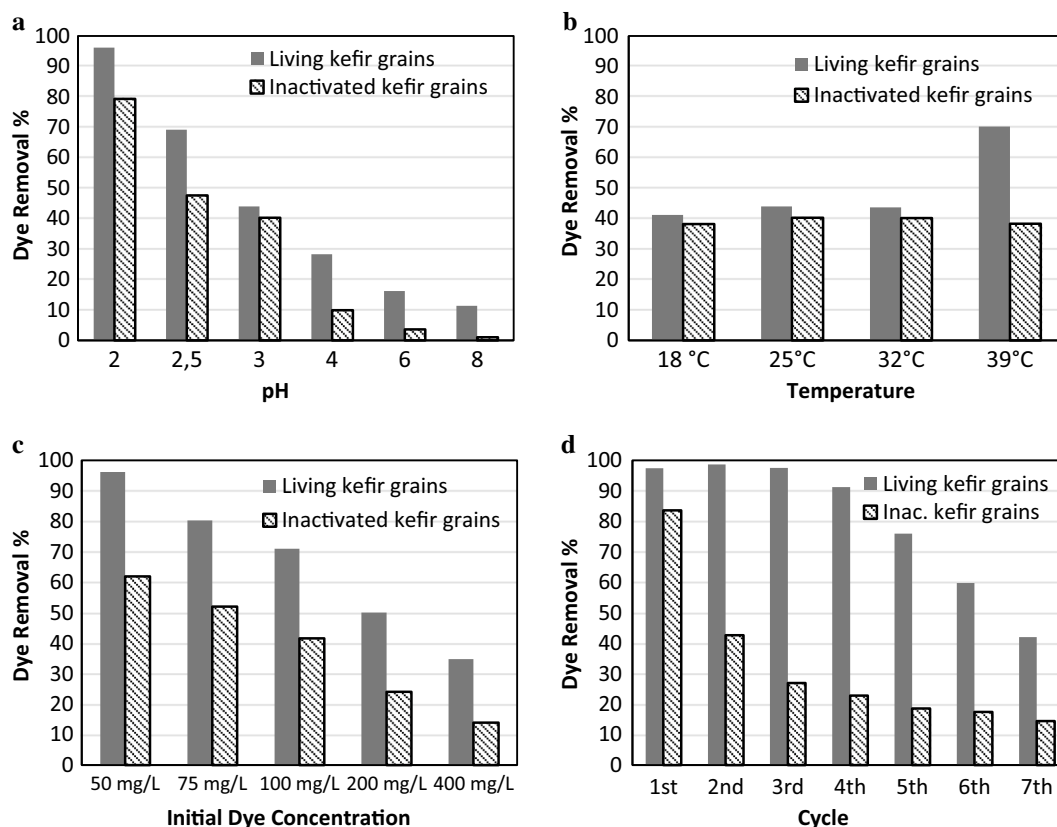 a
100
90
80
70
60
50
40
30
20
10
0
Dye Removal %
Living kefir grains
Inactivated kefir grains
2 2,5 3 4 6 8
pH
b
100
90
80
70
60
50
40
30
20
10
0
Dye Removal %
Living kefir grains
Inactivated kefir grains
18 °C 25°C 32°C 39°C
Temperature
c
100
90
80
70
60
50
40
30
20
10
0
Dye Removal %
Living kefir grains
Inactivated kefir grains
50 mg/L 75 mg/L 100 mg/L 200 mg/L 400 mg/L
Initial Dye Concentration
d
100
90
80
70
60
50
40
30
20
10
0
Dye Removal %
Living kefir grains
Inac. kefir grains
1st 2nd 3rd 4th 5th 6th 7th
Cycle